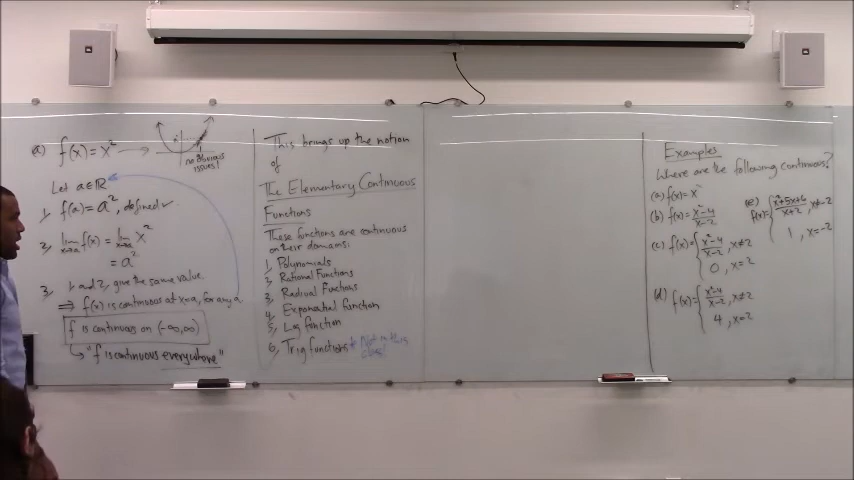 a) f(x) = x²
no obvious
issues!
Let a∈ℝ
1, f(a) = a², defined ✓
2, lim x→a f(x) = lim x→a x²
= a²
3, 1 and 2, give the same value
⇒ f(x) is continuous at x=a, for any a
f is continuous on (-∞,∞)
↳ "f is continuous everywhere"
This brings up the notion
of
The Elementary Continuous
Functions
These functions are continuous
on their domains:
1, Polynomials
2, Rational Functions
3, Radical Functions
4, Exponential function
5, Log function
6, Trig functions * Not in this
class!
Examples
Where are the following continuous?
(a) f(x) = x²
(b) f(x) = x²-4/x-2
(c) f(x) = { x²-4/x-2, x≠2
0, x=2
(d) f(x) = { x²-4/x-2, x≠2
4, x=2
(e) f(x) = { x²+5x+6/x+2, x≠-2
1, x=-2